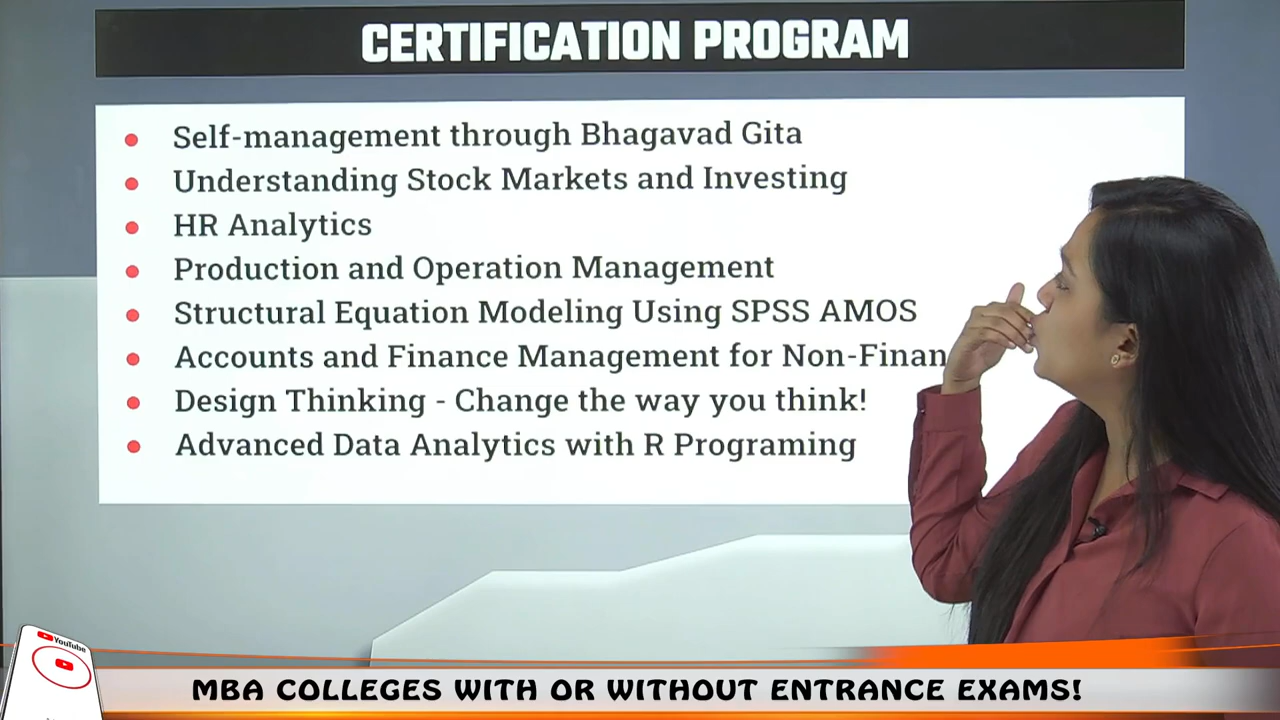 CERTIFICATION PROGRAM
Self-management through Bhagavad Gita
Understanding Stock Markets and Investing
HR Analytics
Production and Operation Management
Structural Equation Modeling Using SPSS AMOS
Accounts and Finance Management for Non-Finan
Design Thinking - Change the way you think!
Advanced Data Analytics with R Programing
YouTube
MBA COLLEGES WITH OR WITHOUT ENTRANCE EXAMS!